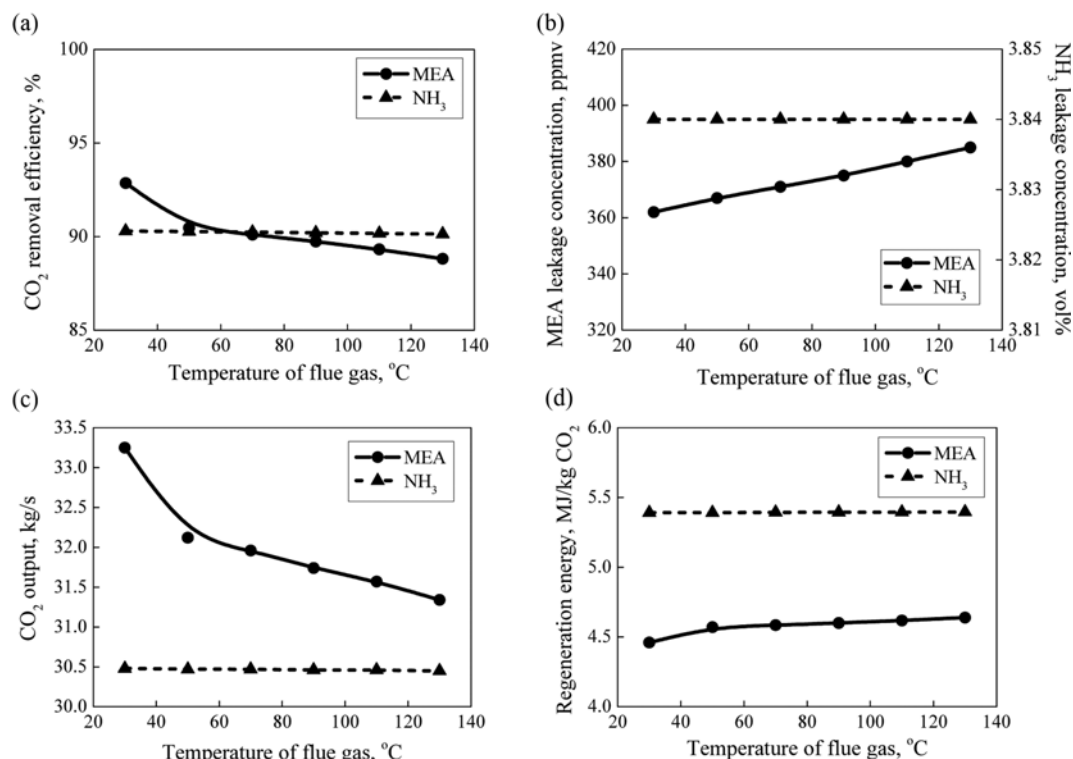 (a)
CO₂ removal efficiency, %
100
95
90
85
MEA
NH₃
20 40 60 80 100 120 140
Temperature of flue gas, °C
(b)
MEA leakage concentration, ppmv
420
400
380
360
340
320
MEA
NH₃
3.85
3.84
3.83
3.82
3.81
NH₃ leakage concentration, vol%
20 40 60 80 100 120 140
Temperature of flue gas, °C
(c)
CO₂ output, kg/s
33.5
33.0
32.5
32.0
31.5
31.0
30.5
30.0
MEA
NH₃
20 40 60 80 100 120 140
Temperature of flue gas, °C
(d)
Regeneration energy, MJ/kg CO₂
6.0
5.5
5.0
4.5
4.0
MEA
NH₃
20 40 60 80 100 120 140
Temperature of flue gas, °C